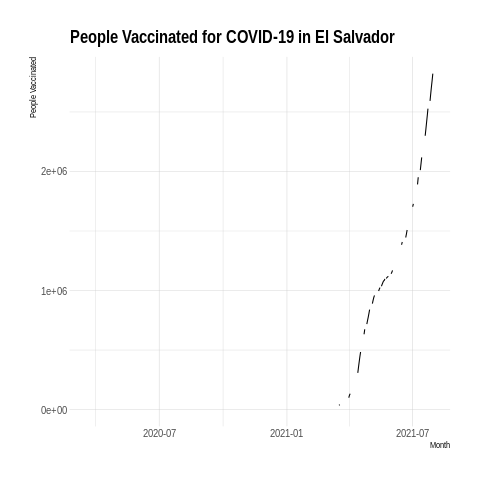 People Vaccinated for COVID-19 in El Salvador
People Vaccinated
2e+06
1e+06
0e+00
2020-07 2021-01 2021-07
Month